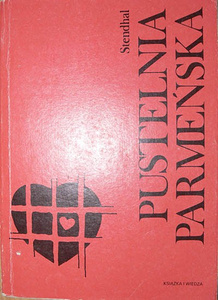 Stendhal
PUSTELNIA
PARMEŃSKA
KSIĄŻKA I WIEDZA